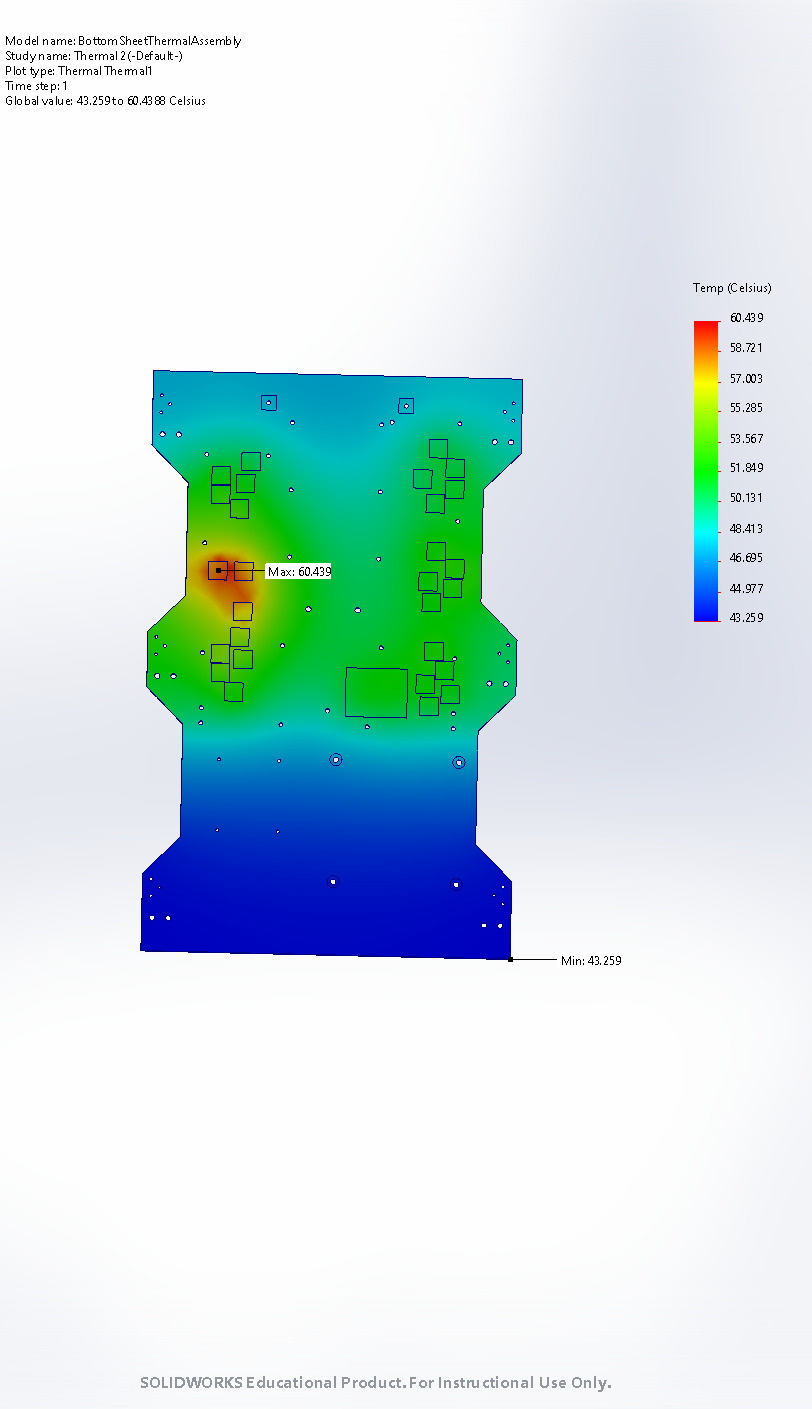 Model name: BottomSheetThermalAssembly
Study name: Thermal 2(-Default-)
Plot type: Thermal Thermal1
Time step: 1
Global value: 43.259 to 60.4388 Celsius
Temp (Celsius)
60.439
58.721
57.003
55.285
53.567
51.849
50.131
48.413
46.695
44.977
43.259
Max: 60.439
Min: 43.259
SOLIDWORKS Educational Product. For Instructional Use Only.